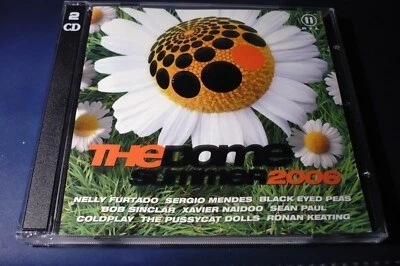 2
CD
THE DOME
summer 2006
NELLY FURTADO SERGIO MENDES BLACK EYED PEAS
BOB SINCLAR XAVIER NAIDOO SEAN PAUL
COLDPLAY THE PUSSYCAT DOLLS RONAN KEATING